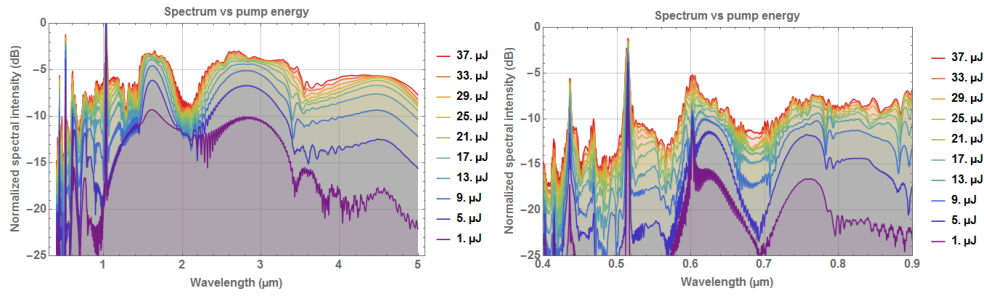 Spectrum vs pump energy
Normalized spectral intensity (dB)
0
−5
−10
−15
−20
−25
1
2
3
4
5
Wavelength (μm)
37. μJ
33. μJ
29. μJ
25. μJ
21. μJ
17. μJ
13. μJ
9. μJ
5. μJ
1. μJ
Spectrum vs pump energy
Normalized spectral intensity (dB)
0
−5
−10
−15
−20
−25
0.4
0.5
0.6
0.7
0.8
0.9
Wavelength (μm)
37. μJ
33. μJ
29. μJ
25. μJ
21. μJ
17. μJ
13. μJ
9. μJ
5. μJ
1. μJ